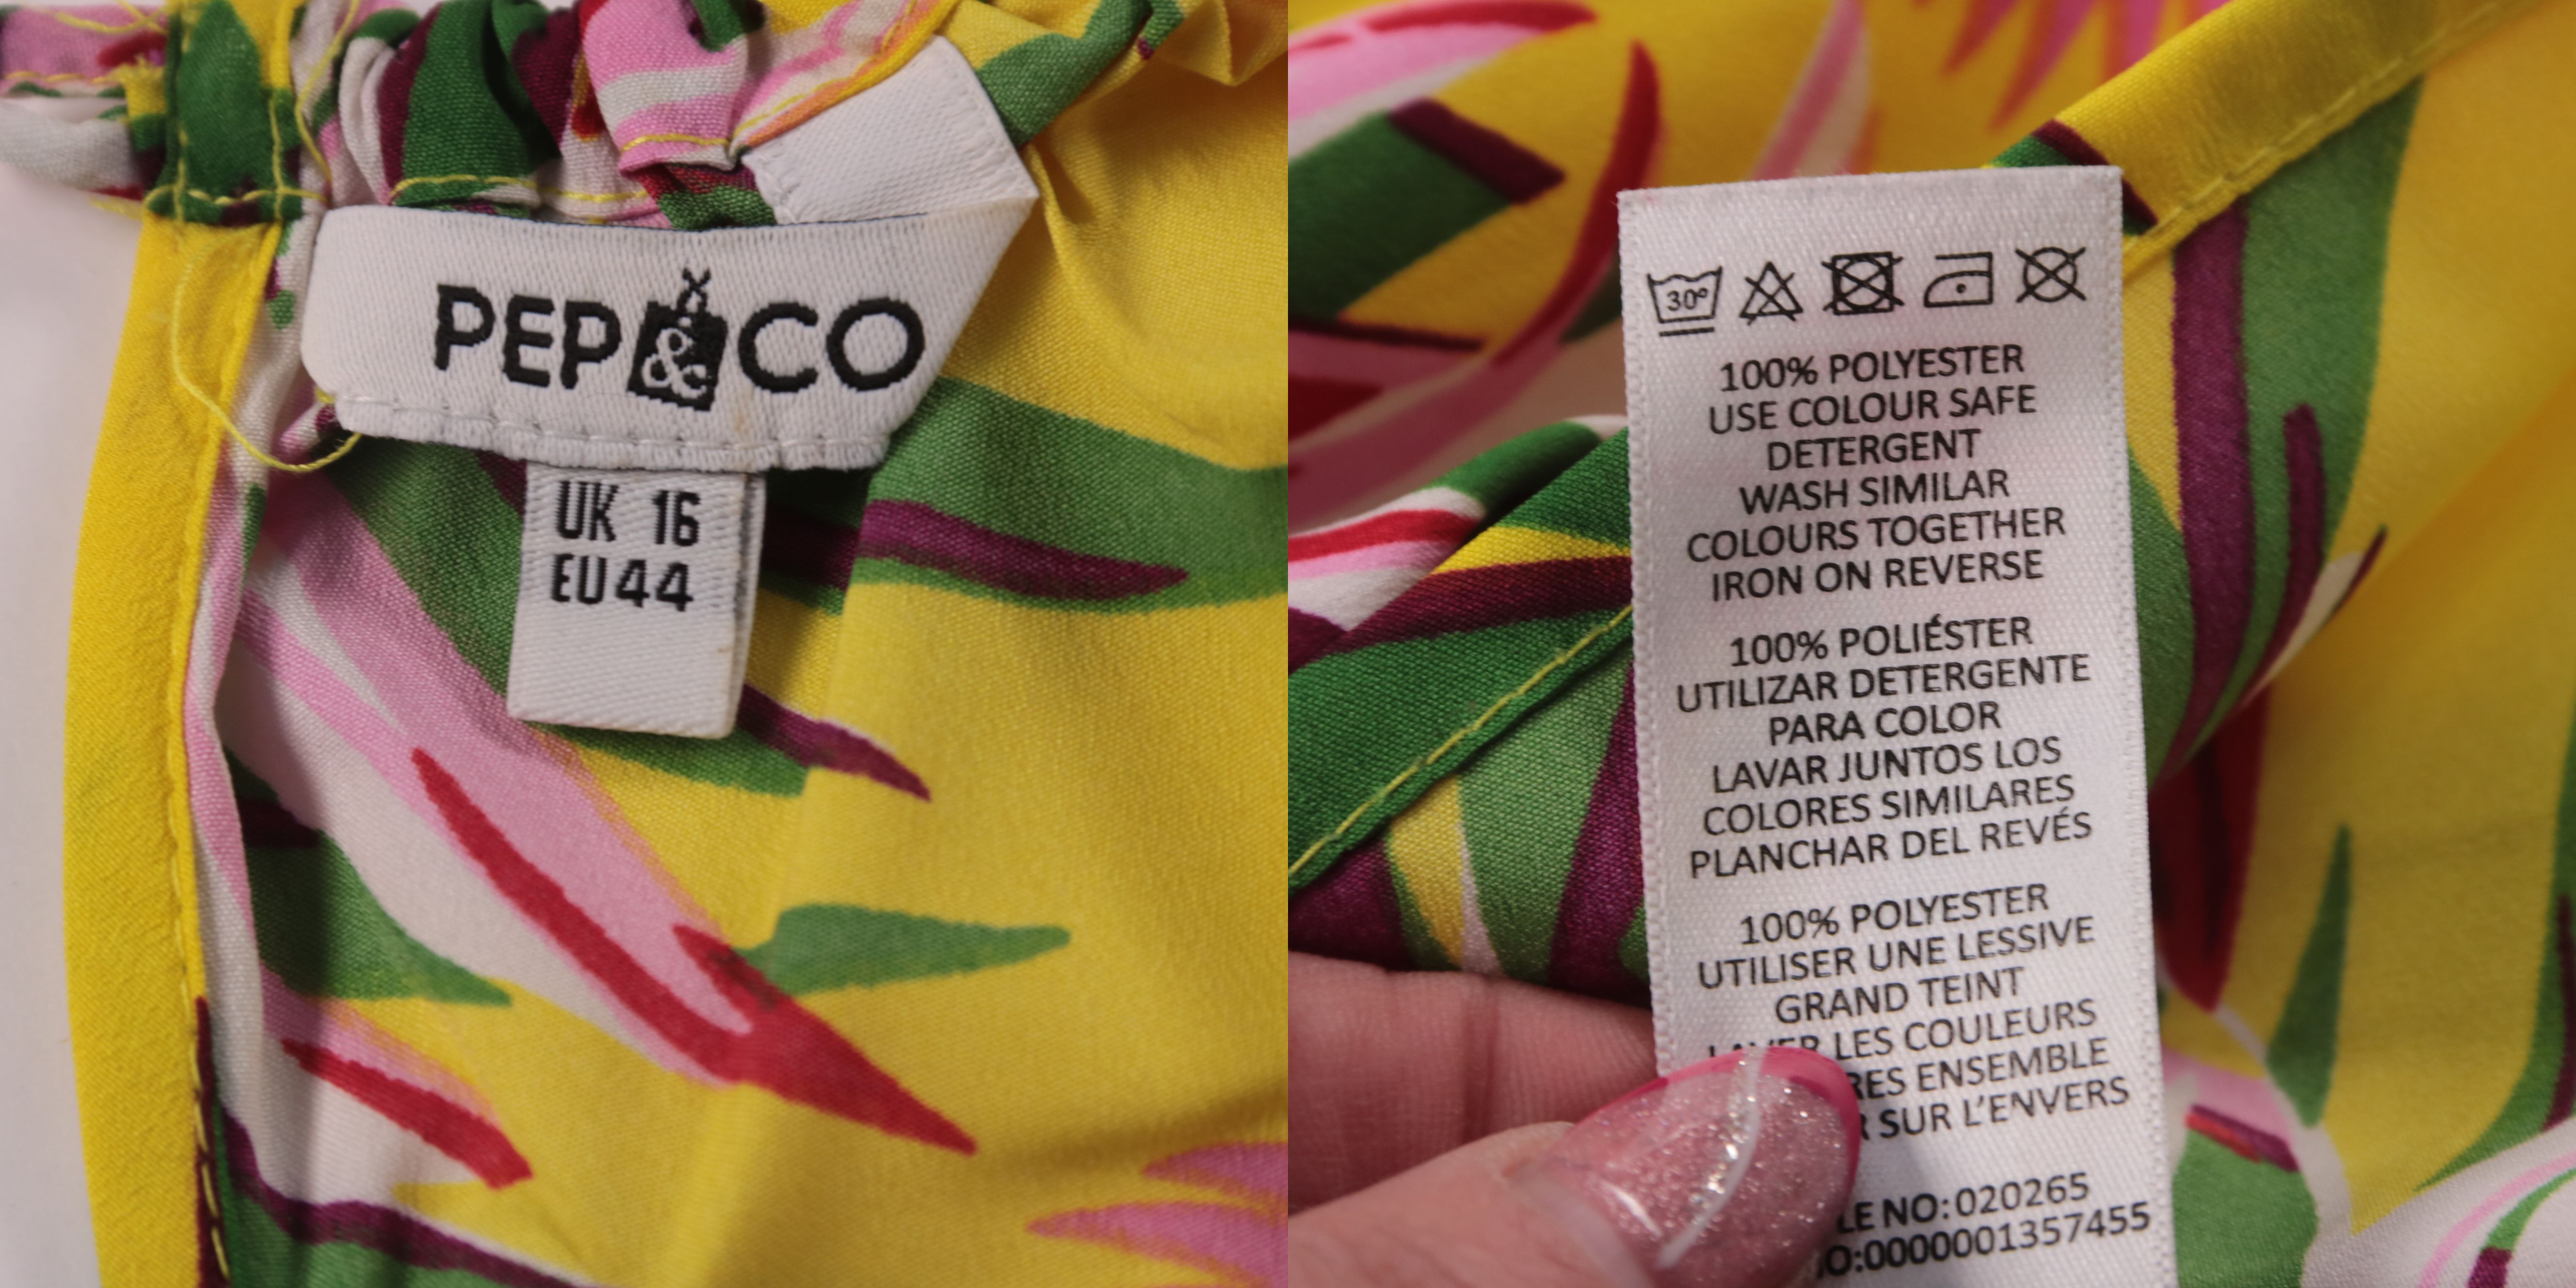 PEP & CO
UK 16
EU 44
30°
100% POLYESTER
USE COLOUR SAFE
DETERGENT
WASH SIMILAR
COLOURS TOGETHER
IRON ON REVERSE
100% POLIÉSTER
UTILIZAR DETERGENTE
PARA COLOR
LAVAR JUNTOS LOS
COLORES SIMILARES
PLANCHAR DEL REVÉS
100% POLYESTER
UTILISER UNE LESSIVE
GRAND TEINT
LES COULEURS
ENSEMBLE
SUR L'ENVERS
NO: 020265
0000001357455